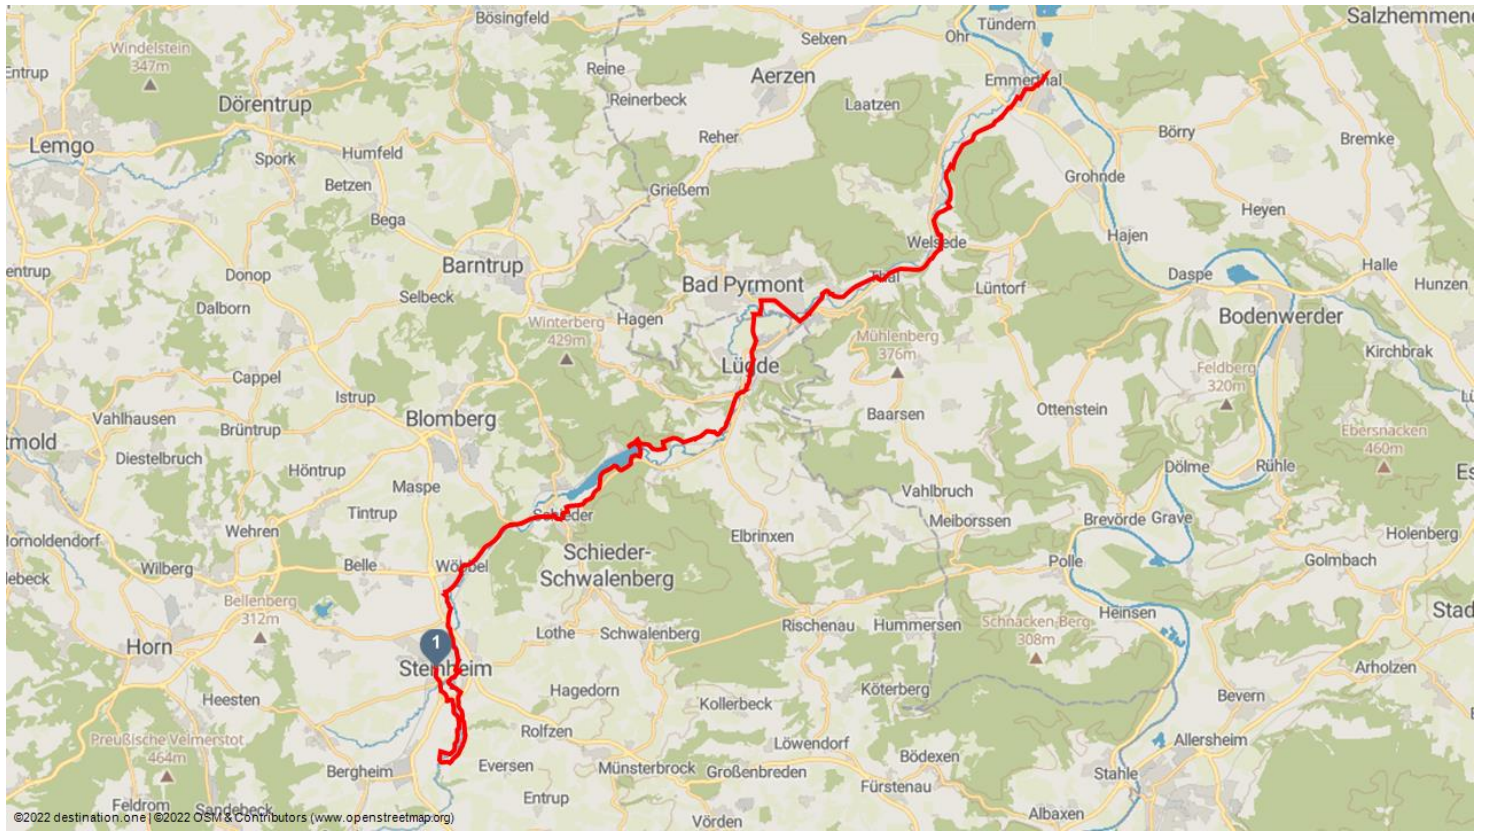 Bösingfeld
Tündern
Salzhemmen
Selxen
Ohr
Windelstein
347m
Reine
Aerzen
Emmerthal
Entrup
Reinerbeck
Laatzen
Dörentrup
Reher
Börry
Bremke
Lemgo
Humfeld
Spork
Betzen
Grießem
Grohnde
Bega
Heyen
Hajen
Welsede
Barntrup
Halle
entrup
Donop
Thal
Daspe
Bad Pyrmont
Lüntorf
Hunzen
Selbeck
Dalborn
Hagen
Bodenwerder
Winterberg
429m
Mühlenberg
376m
Kirchbrak
Lügde
Feldberg
320m
Cappel
Istrup
Lü
Vahlhausen
Blomberg
Baarsen
Ottenstein
Brüntrup
Ebersnacken
460m
tmold
Diestelbruch
Höntrup
Dölme
Rühle
Es
Maspe
Vahlbruch
Tintrup
Schieder
Meiborssen
Brevörde
Grave
Wehren
Elbrinxen
Holenberg
Hornoldendorf
Schieder-
Schwalenberg
Wilberg
Belle
Wöbbel
Polle
Golmbach
lebeck
Bellenberg
312m
Heinsen
Stad
Rischenau
Hummersen
Schnacken Berg
308m
Lothe
Schwalenberg
1
Horn
Steinheim
Arholzen
Hagedorn
Köterberg
Bevern
Heesten
Kollerbeck
Rolfzen
Preußische Velmerstot
464m
Löwendorf
Allersheim
Bödexen
Bergheim
Eversen
Münsterbrock
Großenbreden
Stahle
Fürstenau
Entrup
Feldrom
Sandebeck
Albaxen
Vörden
©2022 destination.one | ©2022 OSM & Contributors (www.openstreetmap.org)